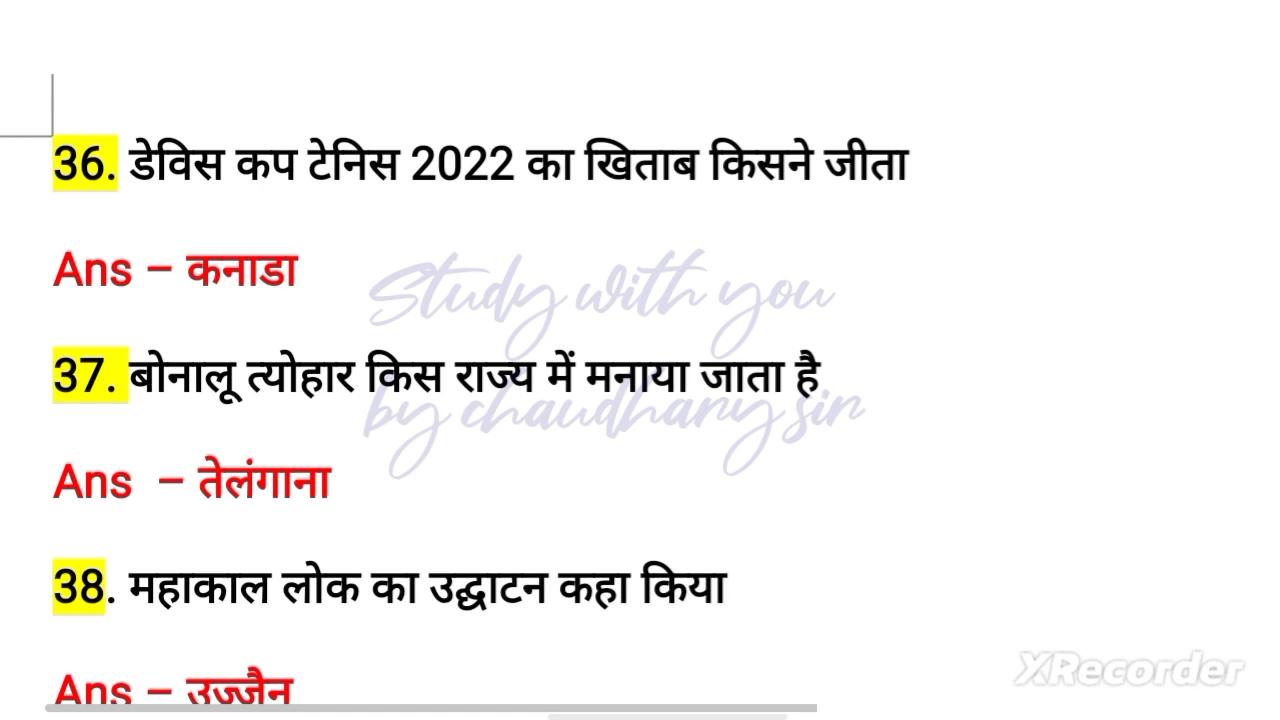 36. डेविस कप टेनिस 2022 का खिताब किसने जीता
Ans – कनाडा
Study with you
37. बोनालू त्योहार किस राज्य में मनाया जाता है
by chaudhary sir
Ans – तेलंगाना
38. महाकाल लोक का उद्घाटन कहा किया
XRecorder
Ans – उज्जैन